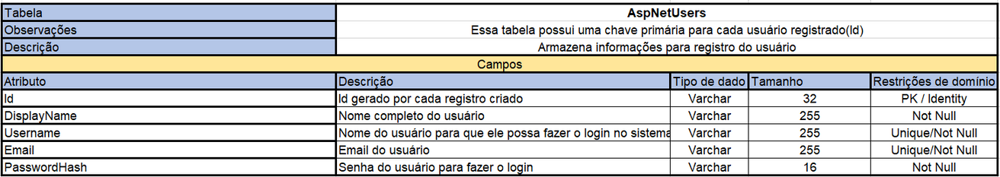 Tabela AspNetUsers
Observações Essa tabela possui uma chave primária para cada usuário registrado(Id)
Descrição Armazena informações para registro do usuário
Campos
Atributo Descrição Tipo de dado Tamanho Restrições de domínio
Id Id gerado por cada registro criado Varchar 32 PK / Identity
DisplayName Nome completo do usuário Varchar 255 Not Null
Username Nome do usuário para que ele possa fazer o login no sistema Varchar 255 Unique/Not Null
Email Email do usuário Varchar 255 Unique/Not Null
PasswordHash Senha do usuário para fazer o login Varchar 16 Not Null